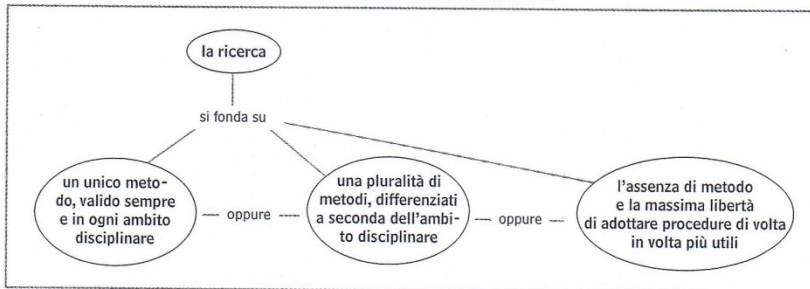 la ricerca
si fonda su
un unico meto-
do, valido sempre
e in ogni ambito
disciplinare
oppure
una pluralità di
metodi, differenziati
a seconda dell'ambi-
to disciplinare
oppure
l'assenza di metodo
e la massima libertà
di adottare procedure di volta
in volta più utili